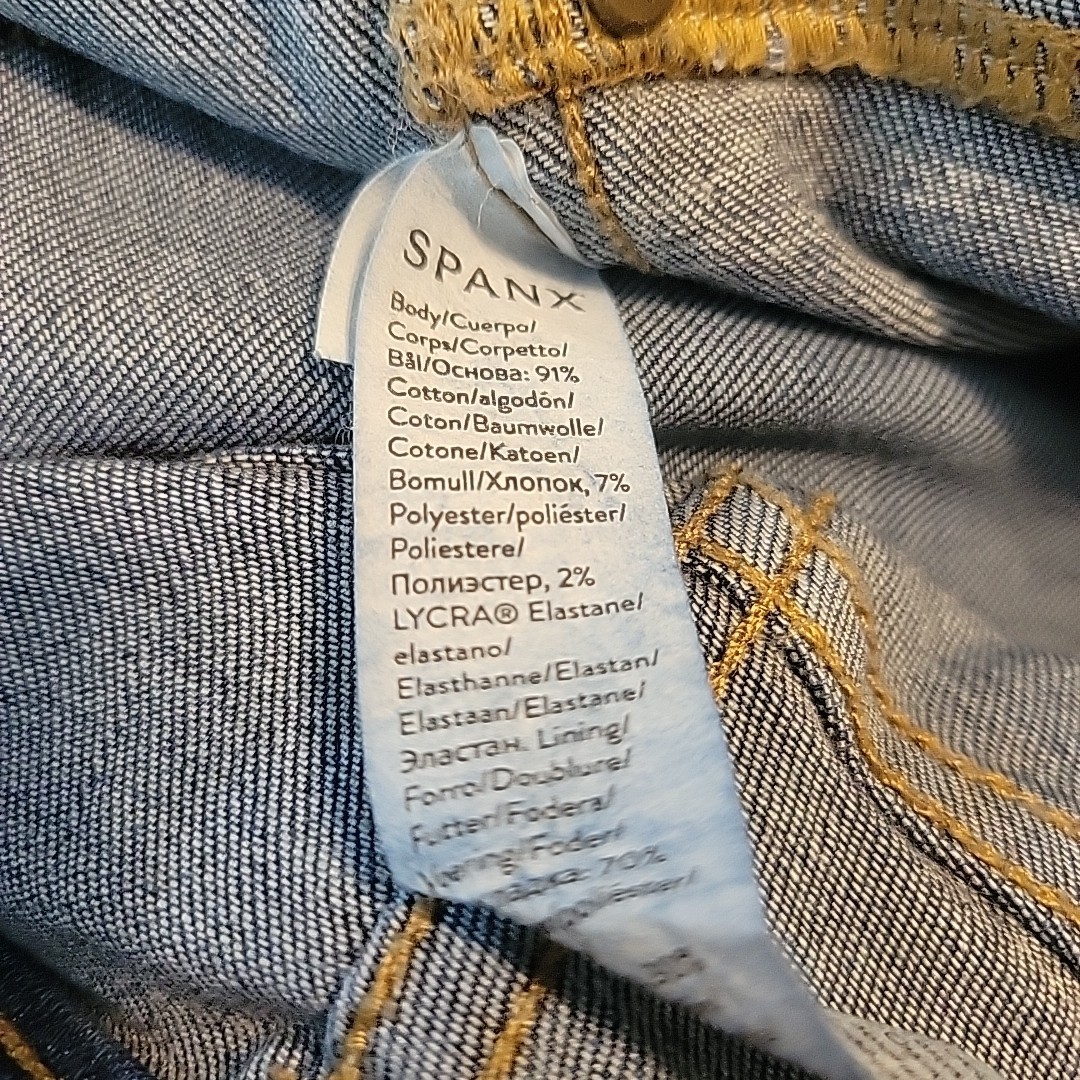 SPANX
Body/Cuerpo/
Corps/Corpetto/
Bål/Основа: 91%
Cotton/algodón/
Coton/Baumwolle/
Cotone/Katoen/
Bomull/Хлопок, 7%
Polyester/poliéster/
Poliestere/
Полиэстер, 2%
LYCRA® Elastane/
elastano/
Elasthanne/Elastan/
Elastaan/Elastane/
Эластан. Lining/
Forro/Doublure/
Futter/Fodera/
70%